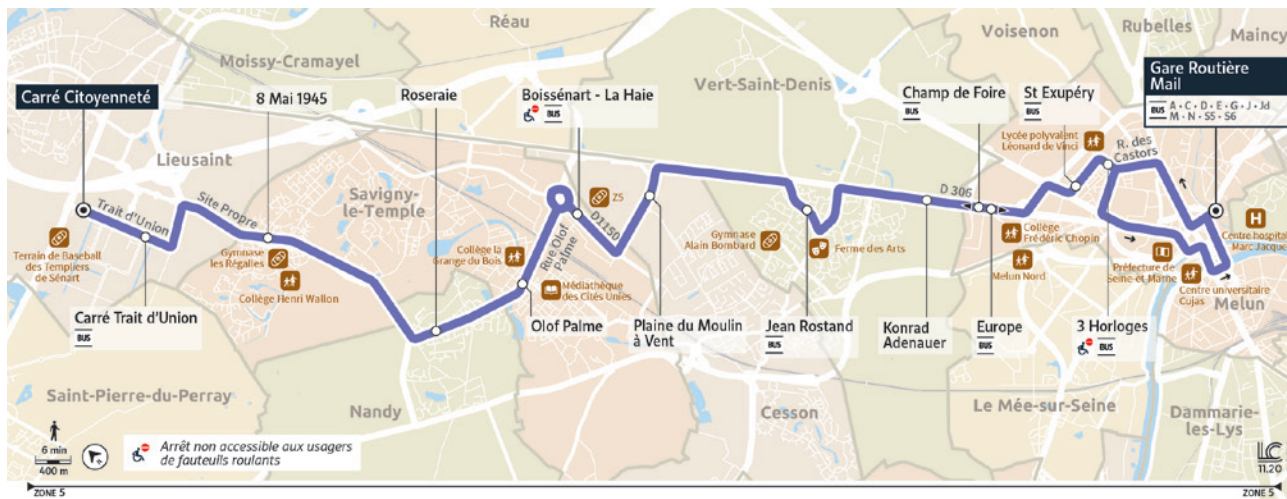 Réau
Voisenon
Rubelles
Maincy
Moissy-Cramayel
Vert-Saint-Denis
Gare Routière
Mail
BUS A • C • D • E • G • J • Jd
M • N • S5 • S6
Carré Citoyenneté
8 Mai 1945
Roseraie
Boissénart - La Haie
BUS
Champ de Foire
BUS
St Exupéry
BUS
Lycée polyvalent
Léonard de Vinci
R. des
Castors
Lieusaint
Savigny-
le-Temple
Trait d'Union
Site Propre
Z5
D1150
D 306
Rue Olof
Palme
Terrain de Baseball
des Templiers
de Sénart
Gymnase
les Régalles
Collège Henri Wallon
Collège la
Grange du Bois
Médiathèque
des Cités Unies
Gymnase
Alain Bombard
Ferme des Arts
Collège
Frédéric Chopin
Melun Nord
Préfecture de
Seine et Marne
H
Centre hospita
Marc Jacque
Centre universitaire
Cujas
Melun
Carré Trait d'Union
BUS
Olof Palme
Plaine du Moulin
à Vent
Jean Rostand
BUS
Konrad
Adenauer
Europe
BUS
3 Horloges
BUS
Saint-Pierre-du-Perray
Nandy
Cesson
Le Mée-sur-Seine
Dammarie-
les-Lys
6 min
400 m
Arrêt non accessible aux usagers
de fauteuils roulants
LC
11.20
ZONE 5
ZONE 5